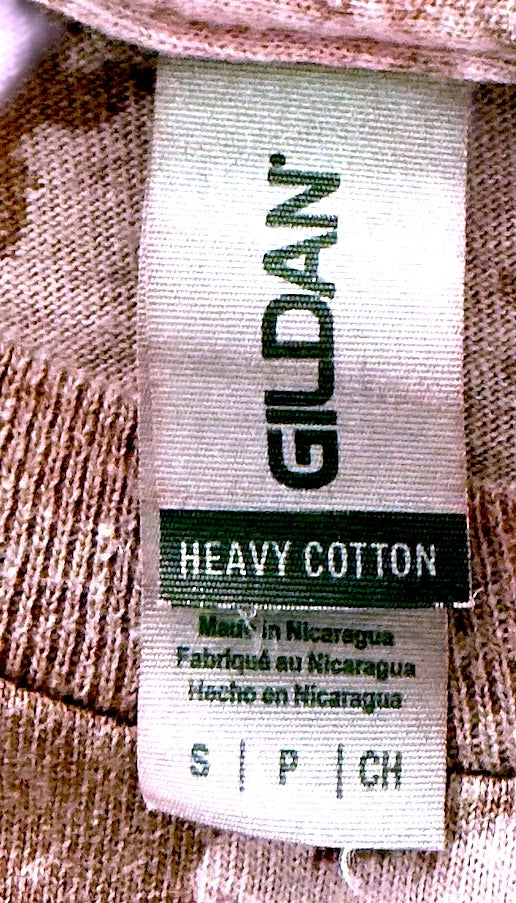 GILDAN
HEAVY COTTON
Made in Nicaragua
Fabriqué au Nicaragua
Hecho en Nicaragua
S | P | CH